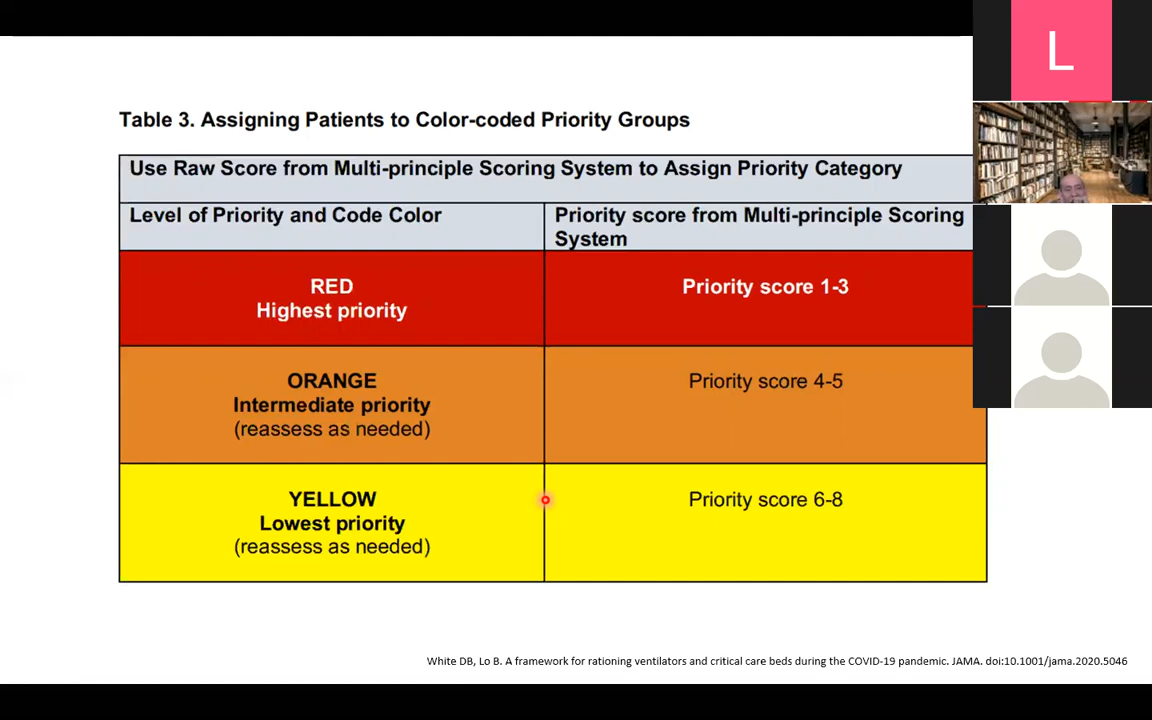 L
Table 3. Assigning Patients to Color-coded Priority Groups
Use Raw Score from Multi-principle Scoring System to Assign Priority Category
Level of Priority and Code Color
Priority score from Multi-principle Scoring
System
RED
Highest priority
Priority score 1-3
ORANGE
Intermediate priority
(reassess as needed)
Priority score 4-5
YELLOW
Lowest priority
(reassess as needed)
Priority score 6-8
White DB, Lo B. A framework for rationing ventilators and critical care beds during the COVID-19 pandemic. JAMA. doi:10.1001/jama.2020.5046